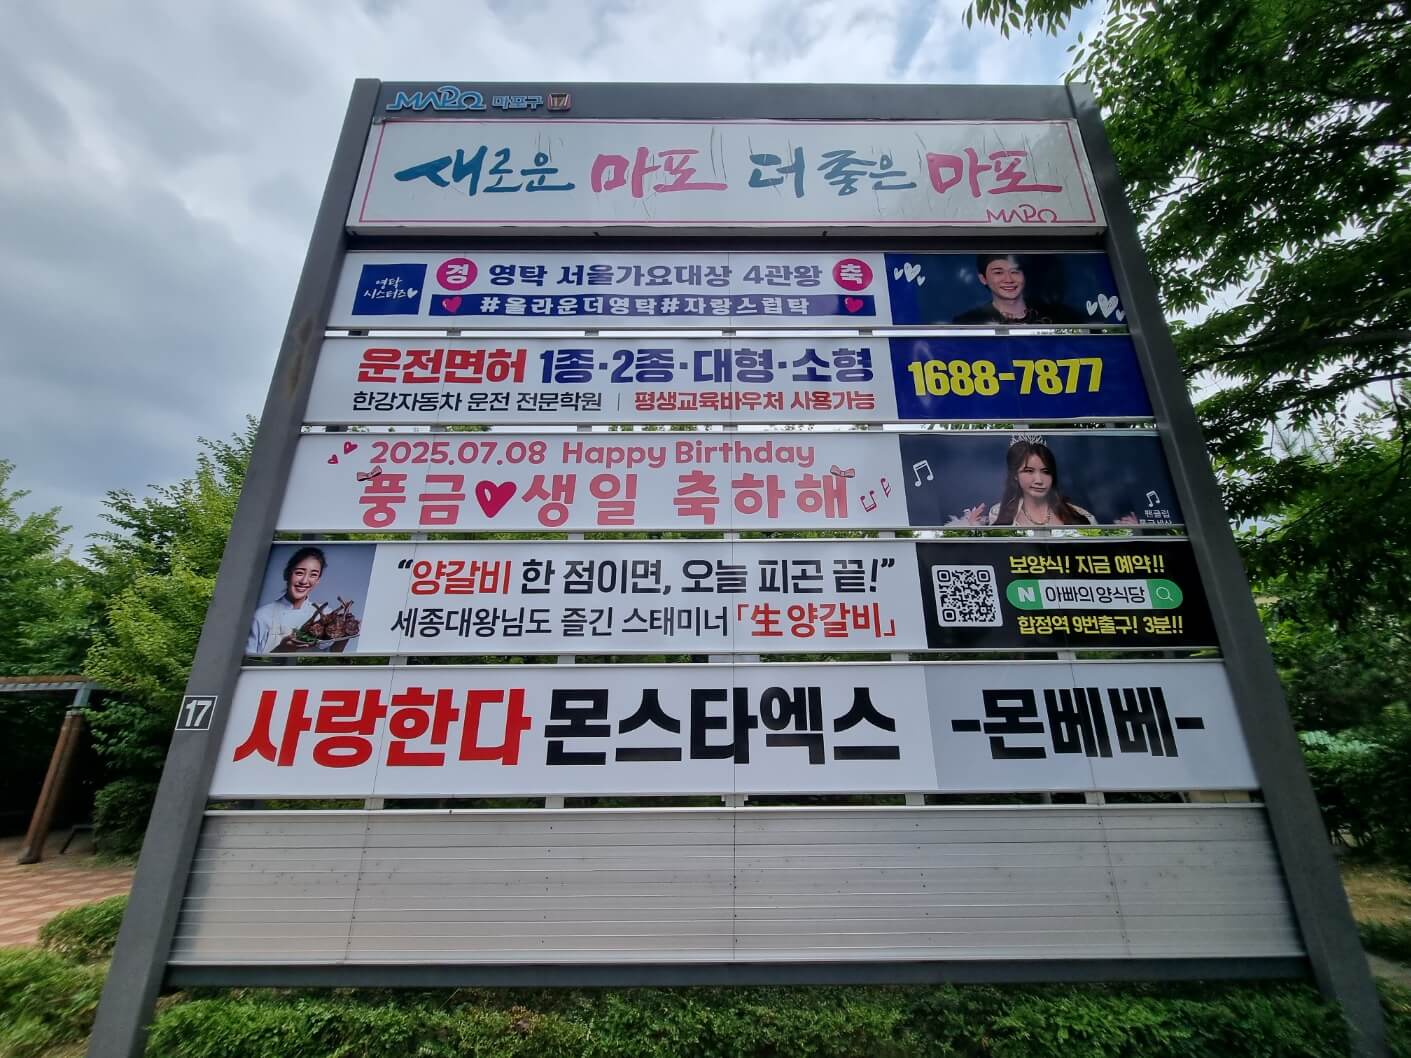 MAPO 마포구 17
새로운 마포 더 좋은 마포
MAPO
영탁
시스터즈
경 영탁 서울가요대상 4관왕 축
#올라운더영탁#자랑스럽탁
운전면허 1종·2종·대형·소형
한강자동차 운전 전문학원 | 평생교육바우처 사용가능
1688-7877
2025.07.08 Happy Birthday
풍금♥생일 축하해
팬클럽
풍금세상
"양갈비 한 점이면, 오늘 피곤 끝!"
세종대왕님도 즐긴 스태미너 「生 양갈비」
보양식! 지금 예약!!
N 아빠의 양식당
합정역 9번출구! 3분!!
17
사랑한다 몬스타엑스 -몬베베-